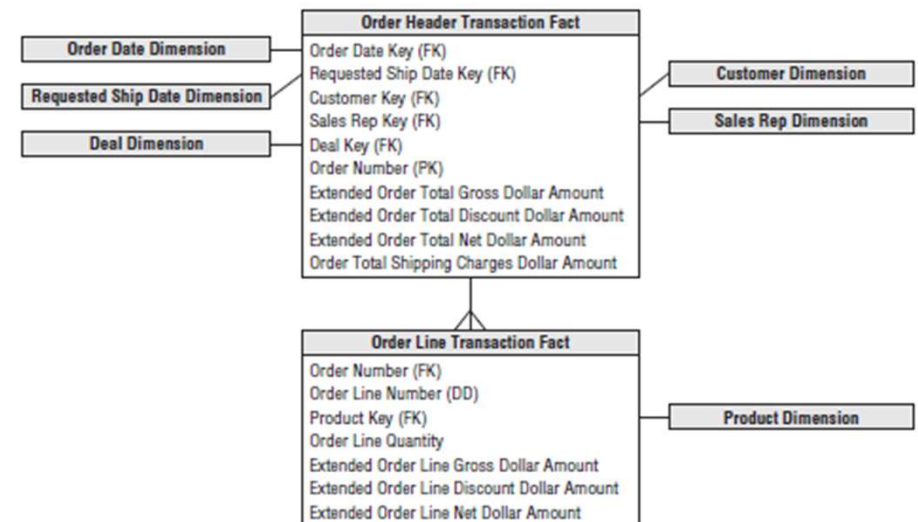 Order Header Transaction Fact
Order Date Key (FK)
Requested Ship Date Key (FK)
Customer Key (FK)
Sales Rep Key (FK)
Deal Key (FK)
Order Number (PK)
Extended Order Total Gross Dollar Amount
Extended Order Total Discount Dollar Amount
Extended Order Total Net Dollar Amount
Order Total Shipping Charges Dollar Amount
Order Date Dimension
Requested Ship Date Dimension
Deal Dimension
Customer Dimension
Sales Rep Dimension
Order Line Transaction Fact
Order Number (FK)
Order Line Number (DD)
Product Key (FK)
Order Line Quantity
Extended Order Line Gross Dollar Amount
Extended Order Line Discount Dollar Amount
Extended Order Line Net Dollar Amount
Product Dimension